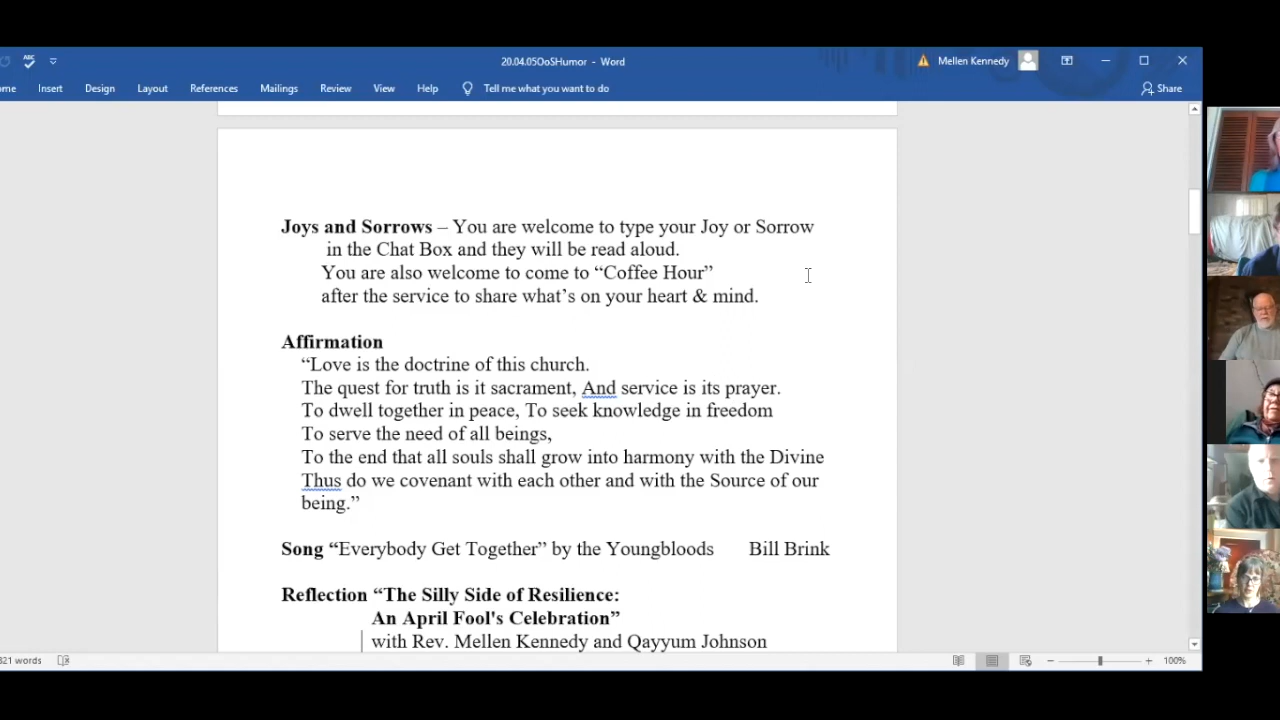 20.04.05OoSHumor - Word
Mellen Kennedy
Insert Design Layout References Mailings Review View Help Tell me what you want to do
Share
Joys and Sorrows – You are welcome to type your Joy or Sorrow
in the Chat Box and they will be read aloud.
You are also welcome to come to “Coffee Hour”
after the service to share what’s on your heart & mind.
Affirmation
“Love is the doctrine of this church.
The quest for truth is it sacrament, And service is its prayer.
To dwell together in peace, To seek knowledge in freedom
To serve the need of all beings,
To the end that all souls shall grow into harmony with the Divine
Thus do we covenant with each other and with the Source of our
being.”
Song “Everybody Get Together” by the Youngbloods Bill Brink
Reflection “The Silly Side of Resilience:
An April Fool's Celebration”
with Rev. Mellen Kennedy and Qayyum Johnson
words
100%